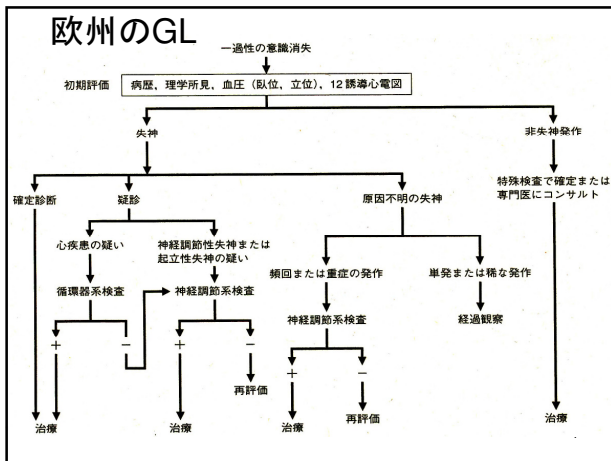 欧州のGL
一過性の意識消失
初期評価 病歴，理学所見，血圧（臥位，立位），12誘導心電図
失神
非失神発作
確定診断
疑診
原因不明の失神
特殊検査で確定または
専門医にコンサルト
心疾患の疑い
神経調節性失神または
起立性失神の疑い
頻回または重症の発作
単発または稀な発作
循環器系検査
神経調節系検査
神経調節系検査
経過観察
＋
－
＋
－
＋
－
再評価
再評価
治療
治療
治療
治療